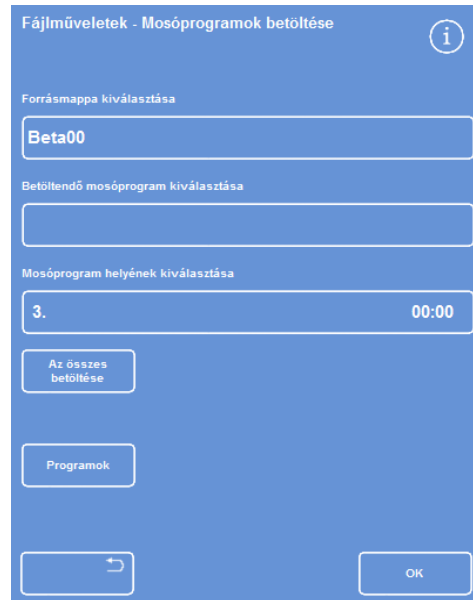 Fájlműveletek - Mosóprogramok betöltése
i
Forrásmappa kiválasztása
Beta00
Betöltendő mosóprogram kiválasztása
Mosóprogram helyének kiválasztása
3. 00:00
Az összes
betöltése
Programok
OK